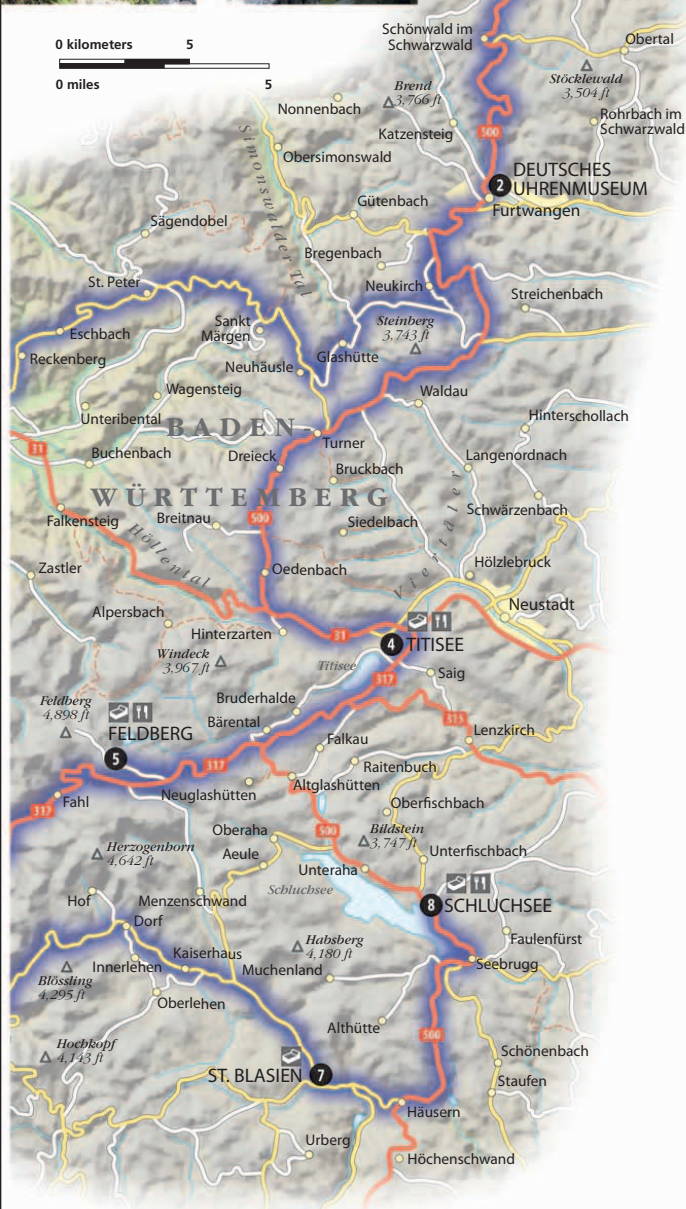 0 kilometers 5
0 miles 5
Schönwald im
Schwarzwald
Obertal
Stöcklewald
3,504 ft
Brend
3,766 ft
Nonnenbach
Katzensteig
Rohrbach im
Schwarzwald
500
Obersimonswald
Simonswalder Tal
2 DEUTSCHES
UHRENMUSEUM
Furtwangen
Gütenbach
Sägendobel
Bregenbach
St. Peter
Neukirch
Streichenbach
Sankt
Märgen
Steinberg
3,743 ft
Eschbach
Reckenberg
Glashütte
Neuhäusle
Wagensteig
Waldau
Unteribental
Hinterschollach
BADEN-
Turner
31
Buchenbach
Dreieck
Langenordnach
Bruckbach
WÜRTTEMBERG
Schwärzenbach
Falkensteig
Breitnau
500
Siedelbach
Höllental
Viertäler
Zastler
Oedenbach
Hölzlebruck
Alpersbach
Neustadt
Hinterzarten
31
4 TITISEE
Windeck
3,967 ft
Titisee
Saig
317
Feldberg
4,898 ft
Bruderhalde
Bärental
315
FELDBERG
5
Lenzkirch
Falkau
317
Raitenbuch
Neuglashütten
Altglashütten
317
Fahl
Oberfischbach
Oberaha
500
Bildstein
3,747 ft
Herzogenhorn
4,642 ft
Aeule
Unterfischbach
Unteraha
Schluchsee
Hof
Menzenschwand
8 SCHLUCHSEE
Dorf
Faulenfürst
Habsberg
4,180 ft
Kaiserhaus
Innerlehen
Muchenland
Seebrugg
Blössling
4,295 ft
Oberlehen
Althütte
500
Hochkopf
4,143 ft
Schönenbach
ST. BLASIEN 7
Staufen
Häusern
Urberg
Höchenschwand